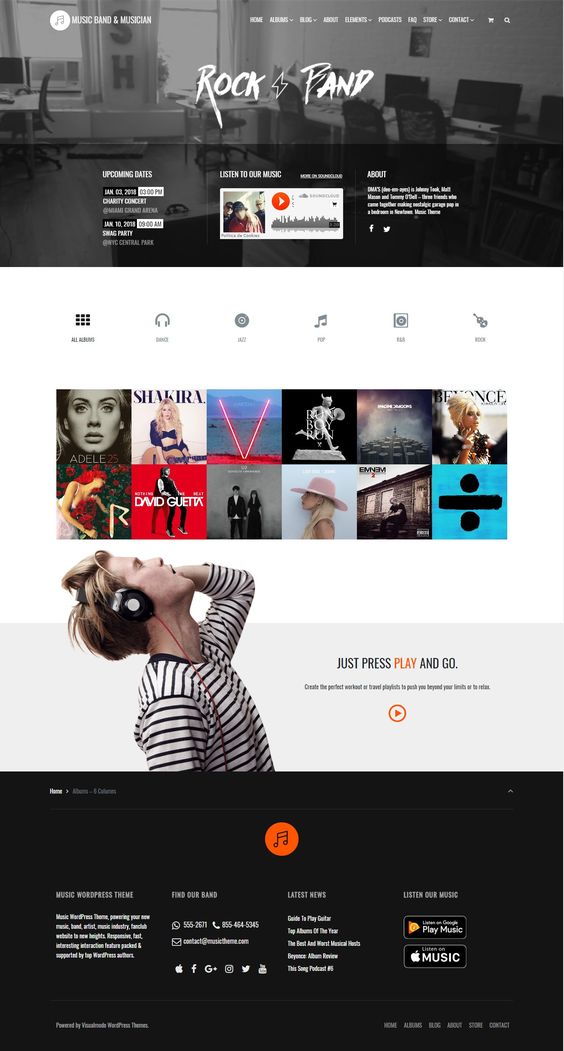 MUSIC BAND & MUSICIAN
HOME ALBUMS BLOG ABOUT ELEMENTS PODCASTS FAQ STORE CONTACT
ROCK BAND
UPCOMING DATES
JAN. 03, 2018 03:00 PM
CHARITY CONCERT
@MIAMI GRAND ARENA
JAN. 10, 2018 09:00 AM
SWAG PARTY
@NYC CENTRAL PARK
LISTEN TO OUR MUSIC
MORE ON SOUNDCLOUD
SOUNDCLOUD
Política de Cookies
ABOUT
DMA'S (dee-em-ayes) is Johnny Took, Matt
Mason and Tommy O'Dell – three friends who
came together making nostalgic garage pop in
a bedroom in Newtown. Music Theme
ALL ALBUMS
DANCE
JAZZ
POP
R&B
ROCK
ADELE 25
SHAKIRA.
RUN
BOY
RUN
IMAGINE DRAGONS
BEYONCE
R
NOTHING BUT THE BEAT
DAVID GUETTA
U2
EMINEM
2
JUST PRESS PLAY AND GO.
Create the perfect workout or travel playlists to push you beyond your limits or to relax.
Home > Albums – 6 Columns
MUSIC WORDPRESS THEME
Music WordPress Theme, powering your new
music, band, artist, music industry, fanclub
website to new heights. Responsive, fast,
interesting interaction feature packed &
supported by top WordPress authors.
FIND OUR BAND
555-2671 855-464-5345
contact@musictheme.com
LATEST NEWS
Guide To Play Guitar
Top Albums Of The Year
The Best And Worst Musical Hosts
Beyonce: Album Review
This Song Podcast #6
LISTEN OUR MUSIC
Listen on Google
Play Music
Listen on
MUSIC
Powered by Visualmodo WordPress Themes.
HOME ALBUMS BLOG ABOUT STORE CONTACT